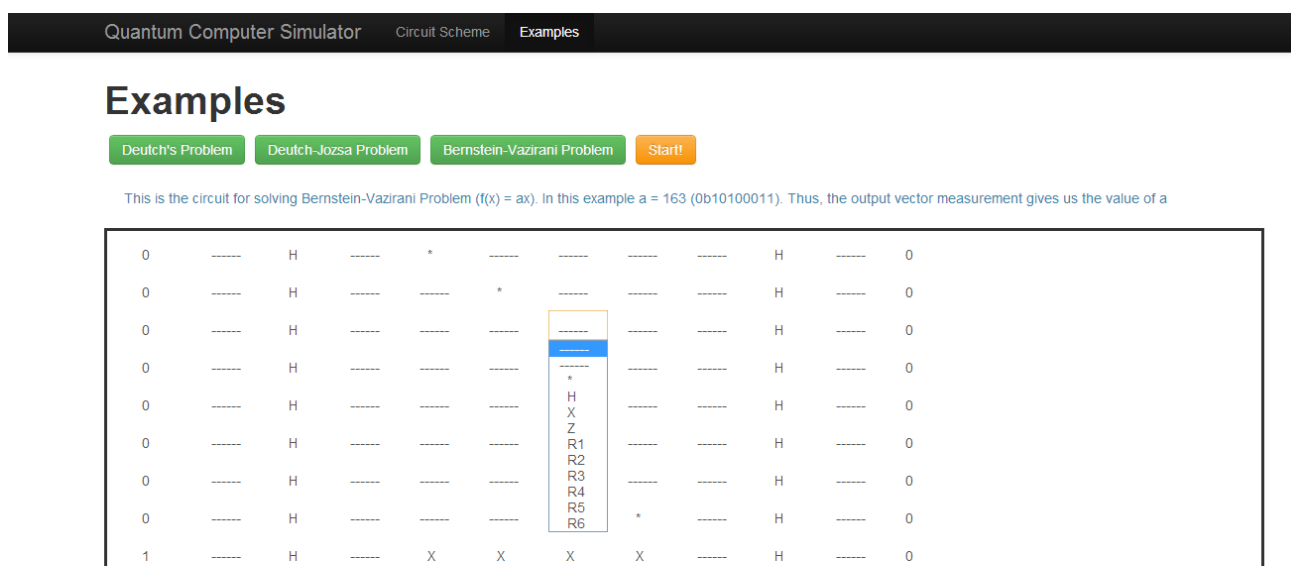 Quantum Computer Simulator Circuit Scheme Examples
Examples
Deutch's Problem Deutch-Jozsa Problem Bernstein-Vazirani Problem Start!
This is the circuit for solving Bernstein-Vazirani Problem (f(x) = ax). In this example a = 163 (0b10100011). Thus, the output vector measurement gives us the value of a
0 ------ H ------ * ------ ------ ------ ------ H ------ 0
0 ------ H ------ ------ * ------ ------ ------ H ------ 0
0 ------ H ------ ------ ------ ------ ------ ------ H ------ 0
------
0 ------ H ------ ------ ------ ------ ------ ------ H ------ 0
*
H
0 ------ H ------ ------ ------ X ------ ------ H ------ 0
Z
0 ------ H ------ ------ ------ R1 ------ ------ H ------ 0
R2
R3
0 ------ H ------ ------ ------ R4 ------ ------ H ------ 0
R5
0 ------ H ------ ------ ------ R6 * ------ H ------ 0
1 ------ H ------ X X X X ------ H ------ 0